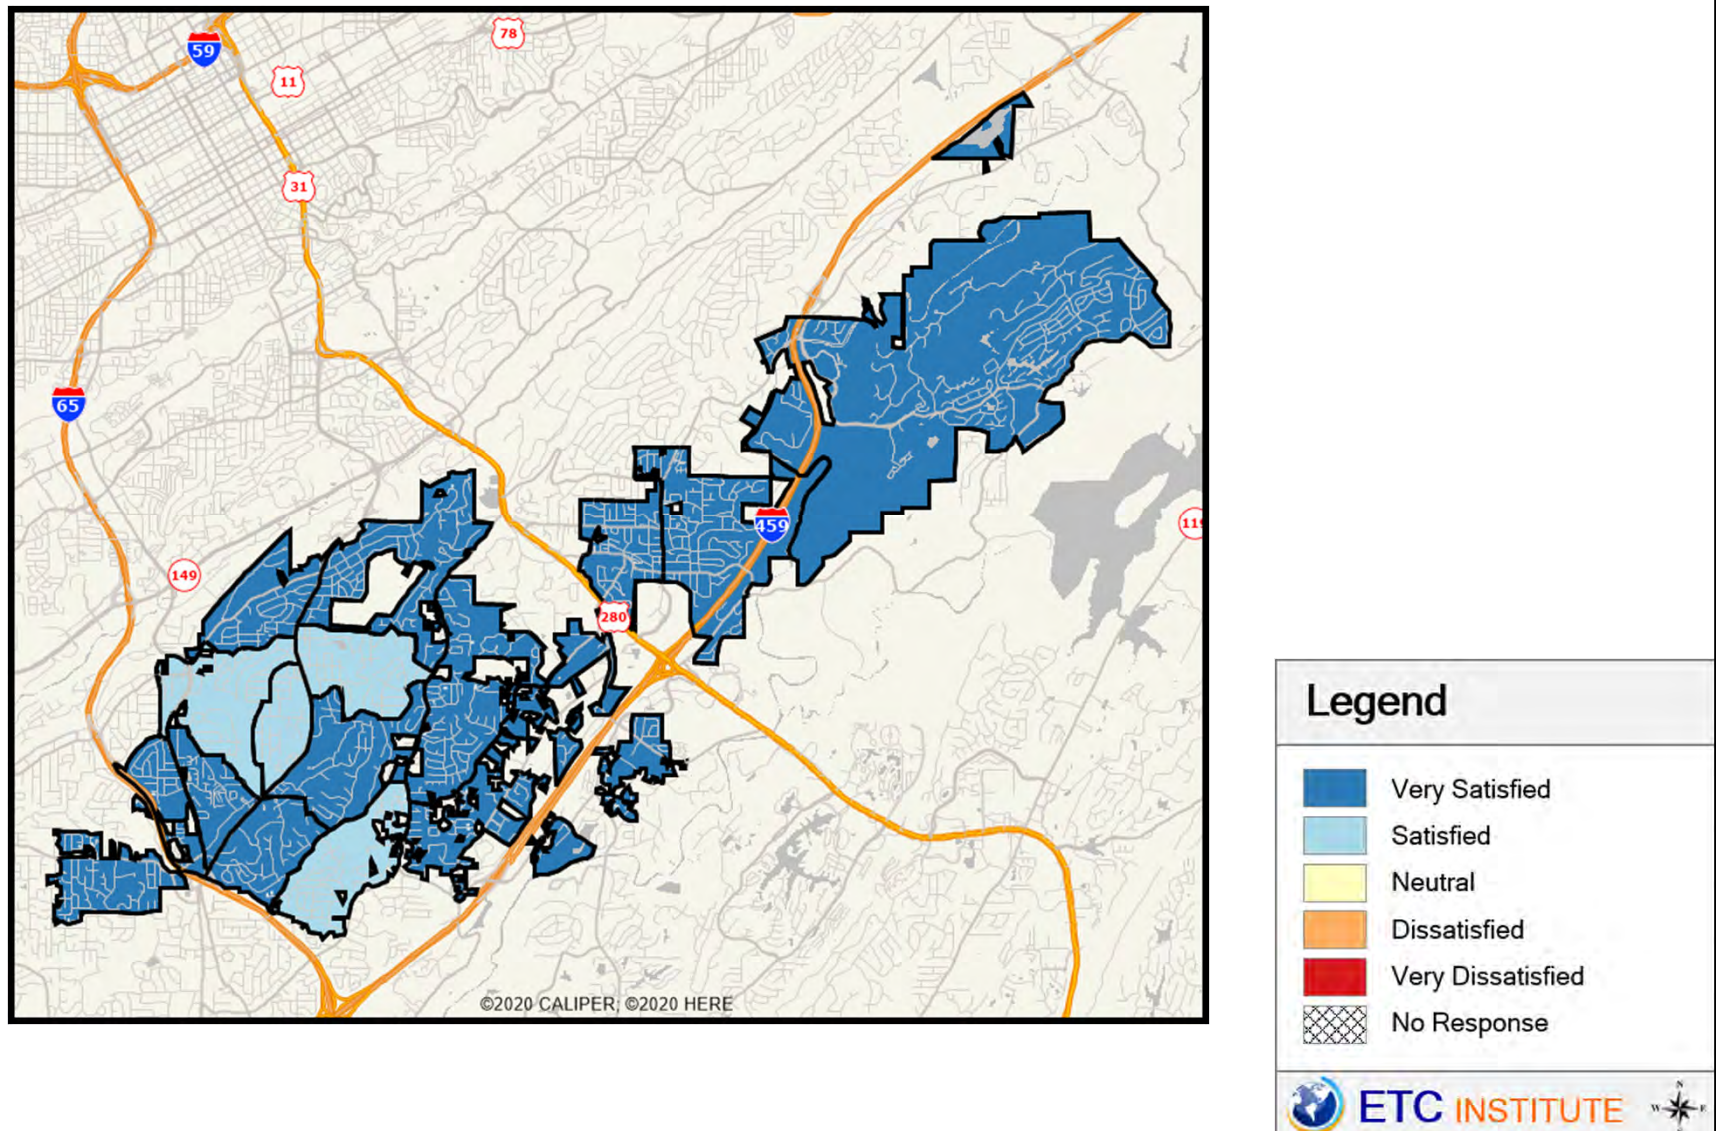 59
78
11
31
65
149
459
119
280
©2020 CALIPER; ©2020 HERE
Legend
Very Satisfied
Satisfied
Neutral
Dissatisfied
Very Dissatisfied
No Response
ETC INSTITUTE
N
W E